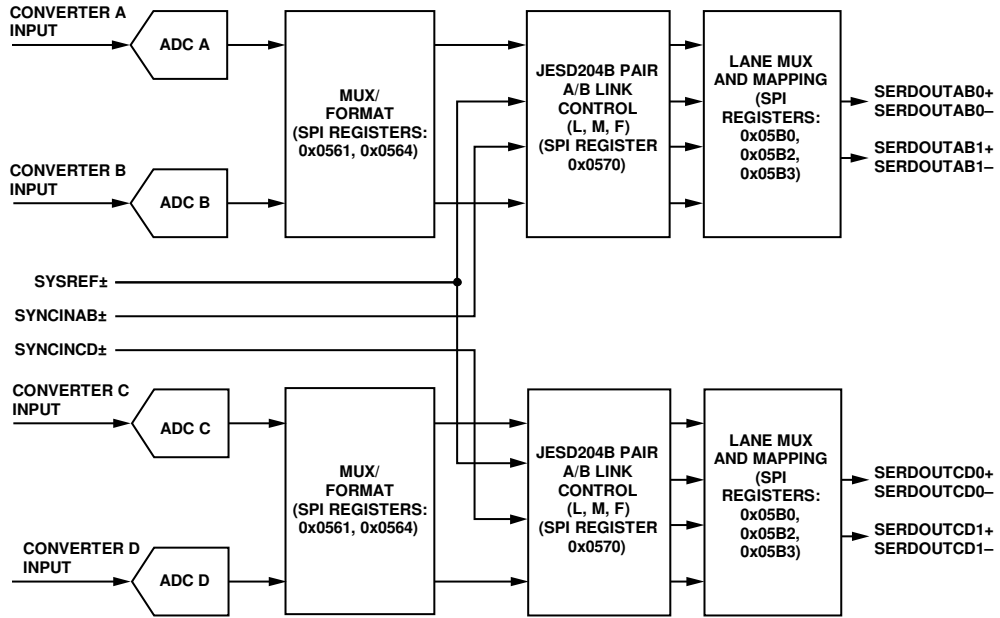 CONVERTER A
INPUT
ADC A
MUX/
FORMAT
(SPI REGISTERS:
0x0561, 0x0564)
JESD204B PAIR
A/B LINK
CONTROL
(L, M, F)
(SPI REGISTER
0x0570)
LANE MUX
AND MAPPING
(SPI
REGISTERS:
0x05B0,
0x05B2,
0x05B3)
SERDOUTAB0+
SERDOUTAB0–
SERDOUTAB1+
SERDOUTAB1–
CONVERTER B
INPUT
ADC B
SYSREF±
SYNCINAB±
SYNCINCD±
CONVERTER C
INPUT
ADC C
MUX/
FORMAT
(SPI REGISTERS:
0x0561, 0x0564)
JESD204B PAIR
A/B LINK
CONTROL
(L, M, F)
(SPI REGISTER
0x0570)
LANE MUX
AND MAPPING
(SPI
REGISTERS:
0x05B0,
0x05B2,
0x05B3)
SERDOUTCD0+
SERDOUTCD0–
SERDOUTCD1+
SERDOUTCD1–
CONVERTER D
INPUT
ADC D